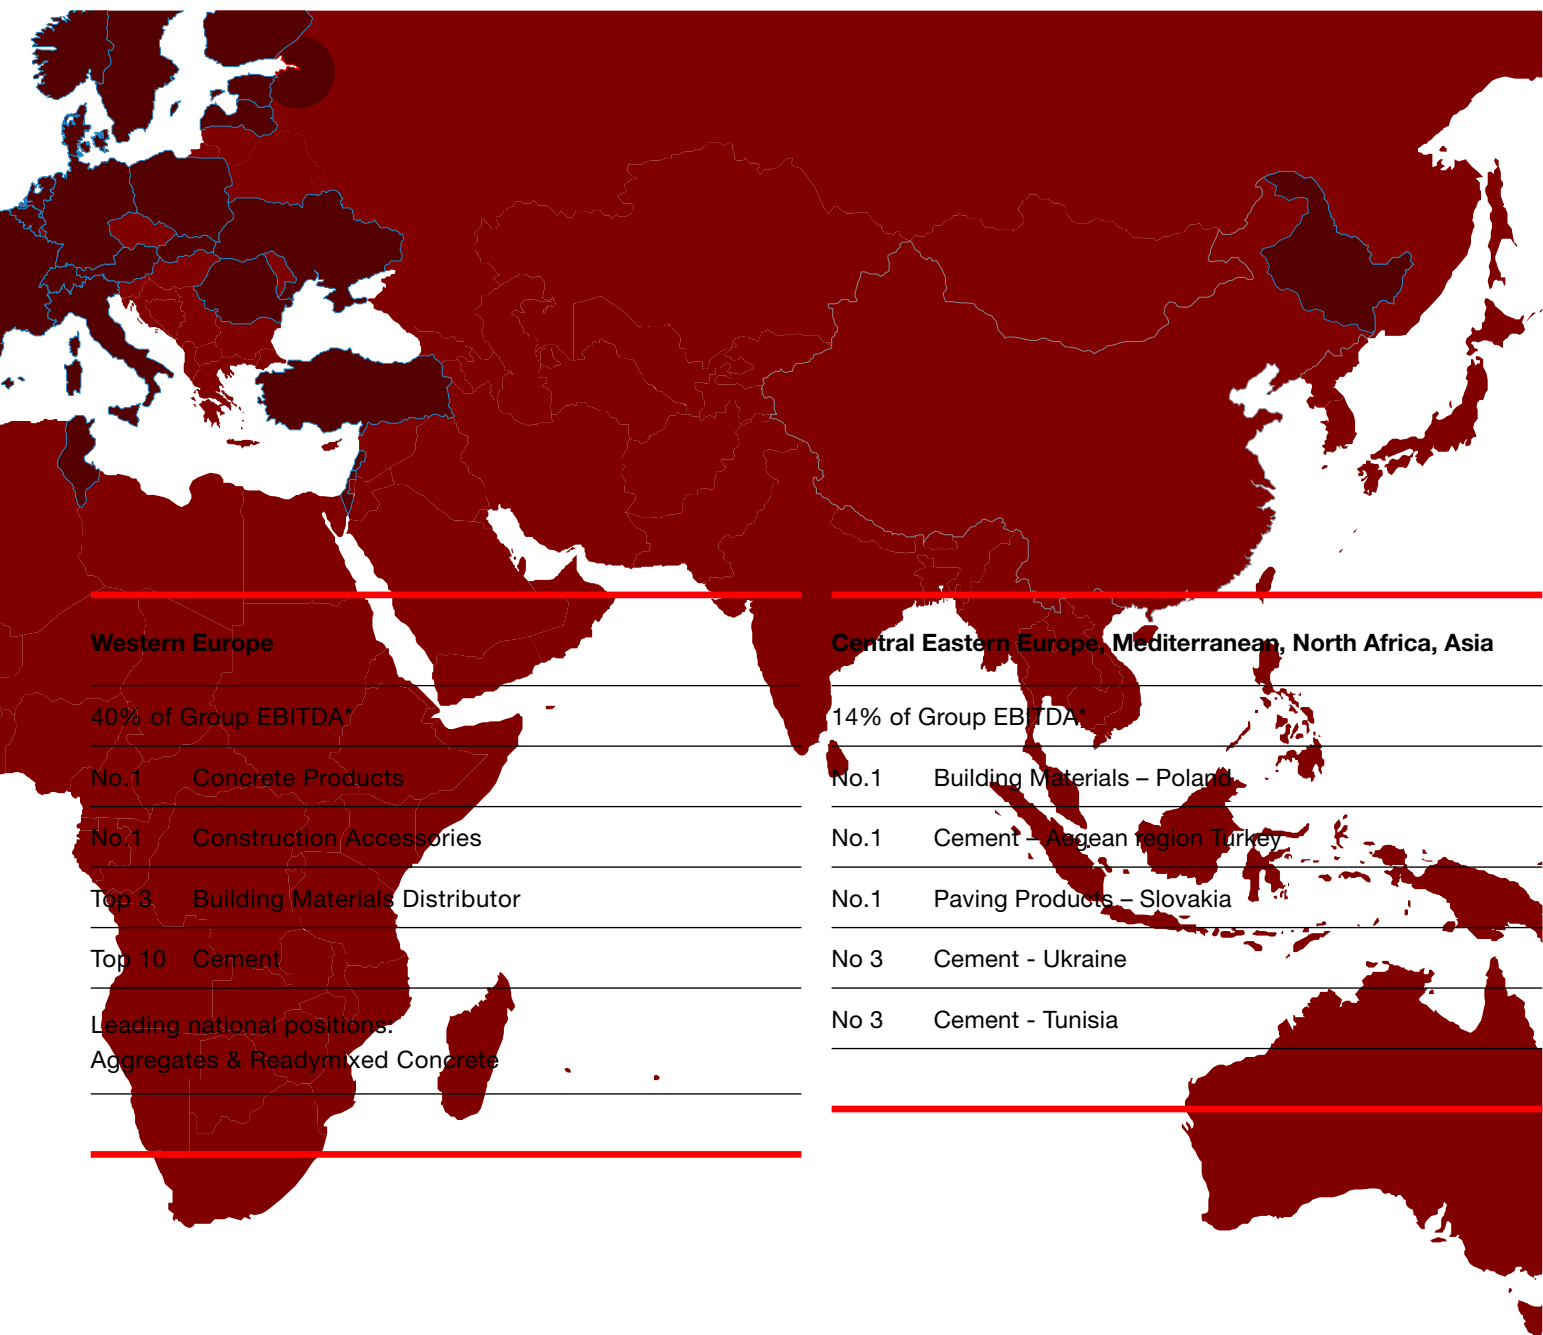 Western Europe
40% of Group EBITDA*
No.1 Concrete Products
No.1 Construction Accessories
Top 3 Building Materials Distributor
Top 10 Cement
Leading national positions:
Aggregates & Readymixed Concrete
Central Eastern Europe, Mediterranean, North Africa, Asia
14% of Group EBITDA*
No.1 Building Materials – Poland
No.1 Cement – Aegean region Turkey
No.1 Paving Products – Slovakia
No 3 Cement - Ukraine
No 3 Cement - Tunisia